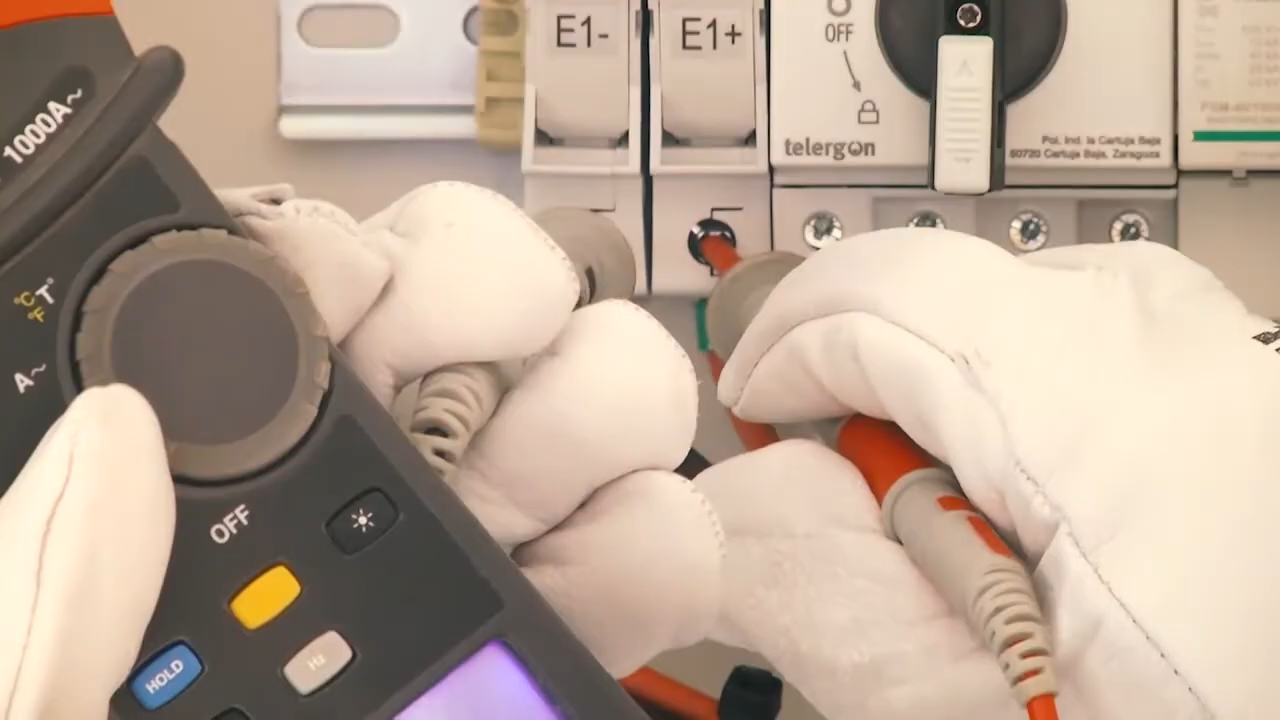 1000A~
E1-
E1+
OFF
telergon
Pol. Ind. la Cartuja Baja
50720 Cartuja Baja, Zaragoza
°C
°F
T°
A~
OFF
HOLD
Hz